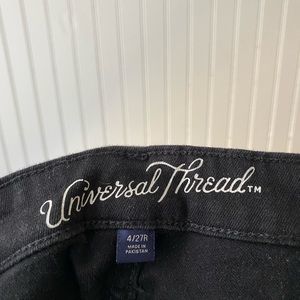 Universal Thread™
4/27R
MADE IN
PAKISTAN